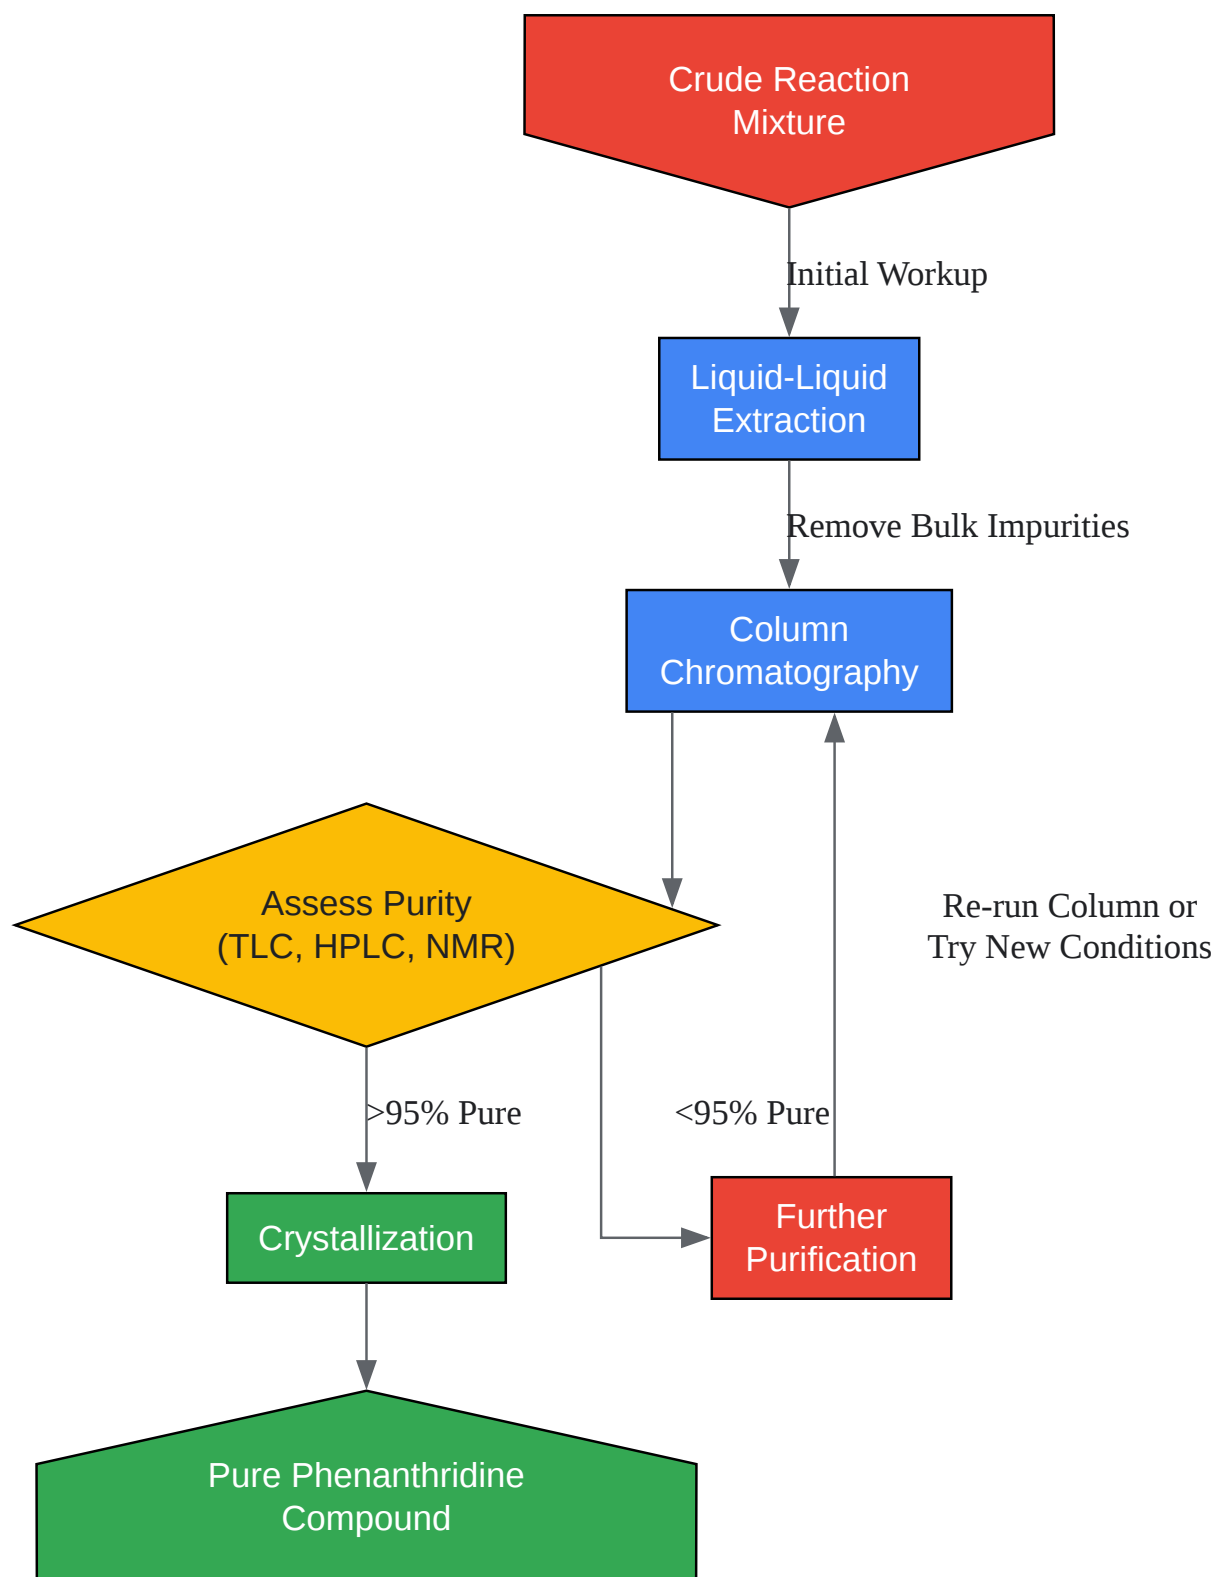 Crude Reaction
Mixture
Initial Workup
Liquid-Liquid
Extraction
Remove Bulk Impurities
Column
Chromatography
Assess Purity
(TLC, HPLC, NMR)
Re-run Column or
Try New Conditions
>95% Pure
<95% Pure
Crystallization
Further
Purification
Pure Phenanthridine
Compound